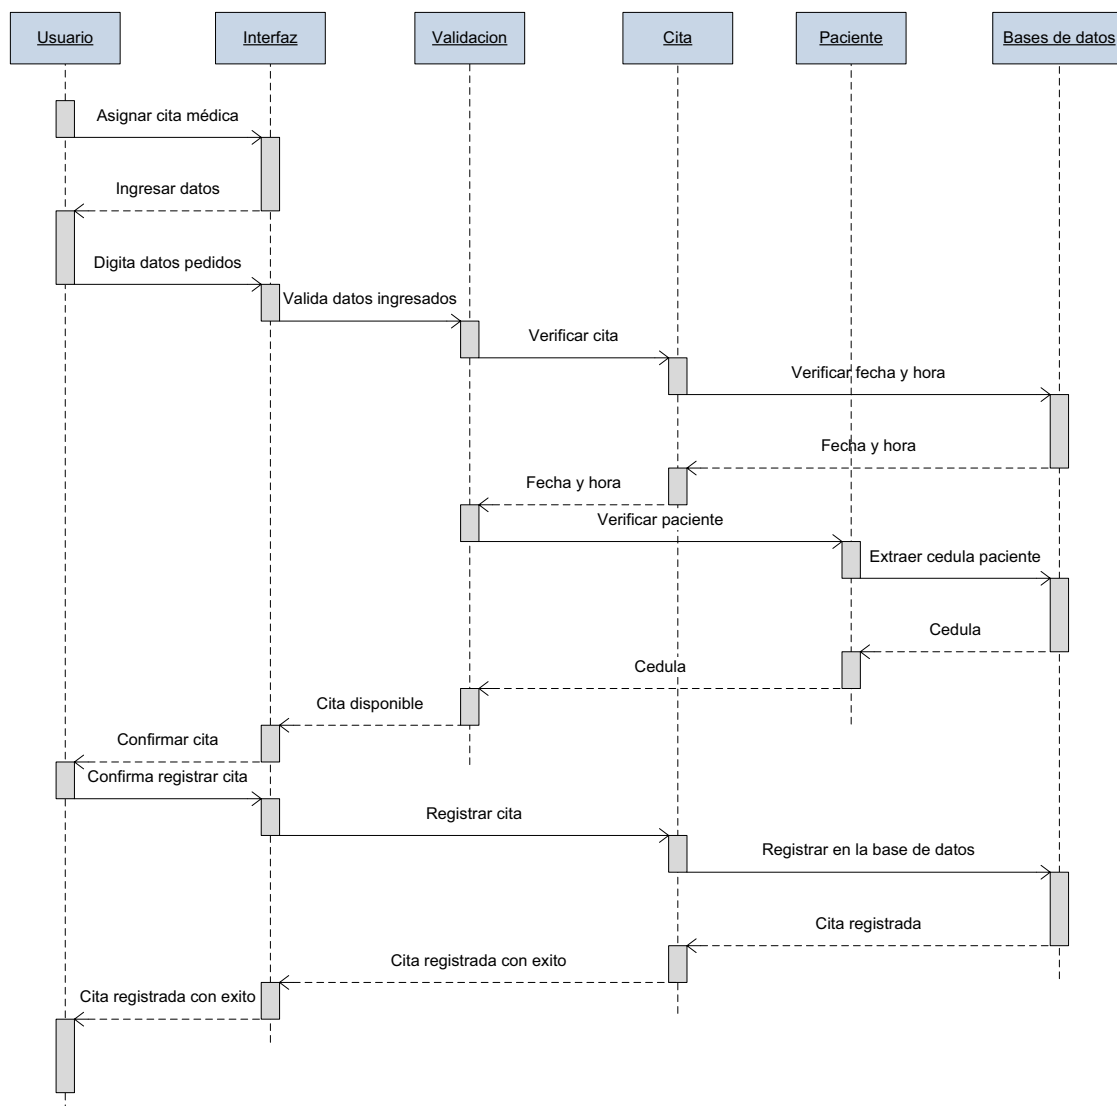 Usuario
Interfaz
Validacion
Cita
Paciente
Bases de datos
Asignar cita médica
Ingresar datos
Digita datos pedidos
Valida datos ingresados
Verificar cita
Verificar fecha y hora
Fecha y hora
Fecha y hora
Verificar paciente
Extraer cedula paciente
Cedula
Cedula
Cita disponible
Confirmar cita
Confirma registrar cita
Registrar cita
Registrar en la base de datos
Cita registrada
Cita registrada con exito
Cita registrada con exito